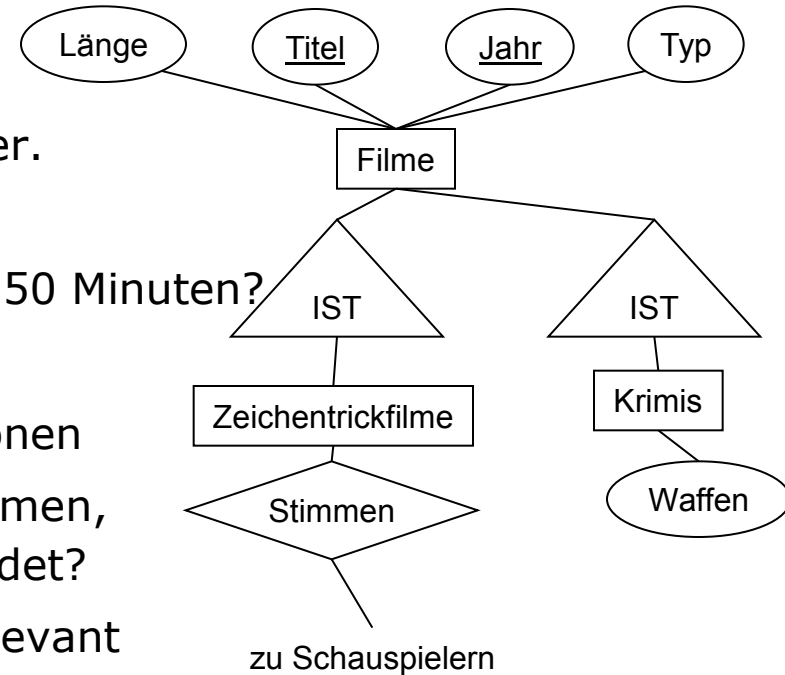 Länge Titel Jahr Typ
er.
Filme
50 Minuten?
IST IST
Zeichentrickfilme Krimis
nen
men, Stimmen Waffen
det?
evant
zu Schauspielern